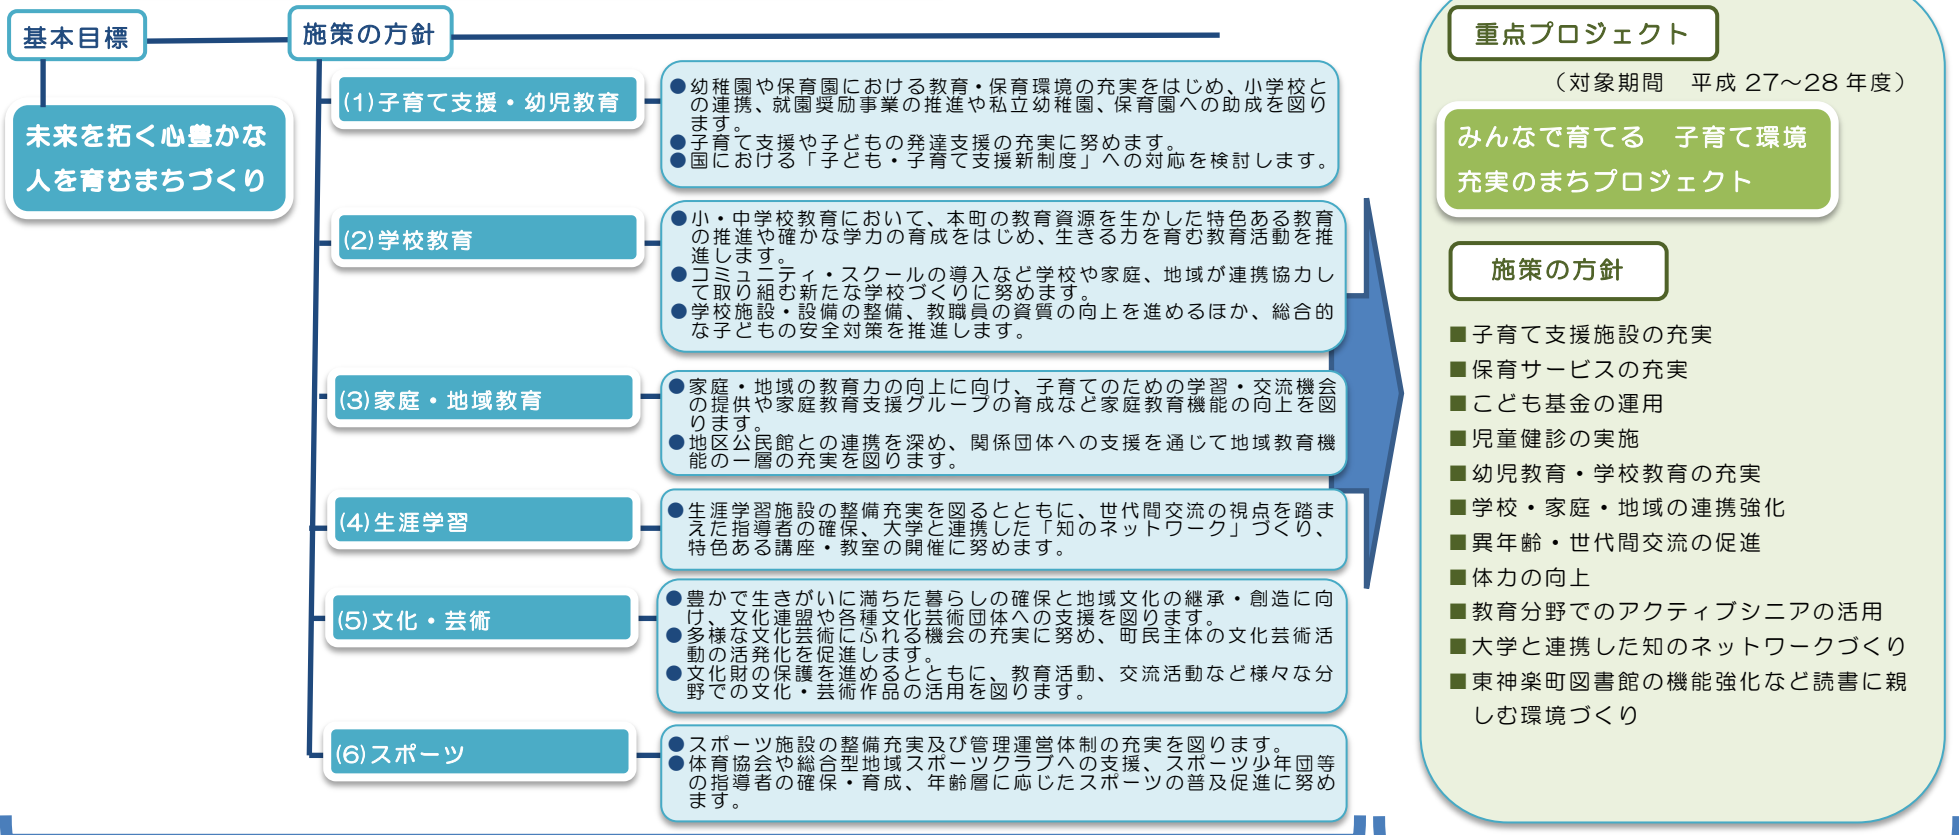 基本目標
施策の方針
未来を拓く心豊かな
人を育むまちづくり
(1)子育て支援・幼児教育
●幼稚園や保育園における教育・保育環境の充実をはじめ、小学校と
の連携、就園奨励事業の推進や私立幼稚園、保育園への助成を図り
ます。
●子育て支援や子どもの発達支援の充実に努めます。
●国における「子ども・子育て支援新制度」への対応を検討します。
(2)学校教育
●小・中学校教育において、本町の教育資源を生かした特色ある教育
の推進や確かな学力の育成をはじめ、生きる力を育む教育活動を推
進します。
●コミュニティ・スクールの導入など学校や家庭、地域が連携協力し
て取り組む新たな学校づくりに努めます。
●学校施設・設備の整備、教職員の資質の向上を進めるほか、総合的
な子どもの安全対策を推進します。
(3)家庭・地域教育
●家庭・地域の教育力の向上に向け、子育てのための学習・交流機会
の提供や家庭教育支援グループの育成など家庭教育機能の向上を図
ります。
●地区公民館との連携を深め、関係団体への支援を通じて地域教育機
能の一層の充実を図ります。
(4)生涯学習
●生涯学習施設の整備充実を図るとともに、世代間交流の視点を踏ま
えた指導者の確保、大学と連携した「知のネットワーク」づくり、
特色ある講座・教室の開催に努めます。
(5)文化・芸術
●豊かで生きがいに満ちた暮らしの確保と地域文化の継承・創造に向
け、文化連盟や各種文化芸術団体への支援を図ります。
●多様な文化芸術にふれる機会の充実に努め、町民主体の文化芸術活
動の活発化を促進します。
●文化財の保護を進めるとともに、教育活動、交流活動など様々な分
野での文化・芸術作品の活用を図ります。
(6)スポーツ
●スポーツ施設の整備充実及び管理運営体制の充実を図ります。
●体育協会や総合型地域スポーツクラブへの支援、スポーツ少年団等
の指導者の確保・育成、年齢層に応じたスポーツの普及促進に努め
ます。
重点プロジェクト
（対象期間　平成 27～28 年度）
みんなで育てる　子育て環境
充実のまちプロジェクト
施策の方針
■子育て支援施設の充実
■保育サービスの充実
■こども基金の運用
■児童健診の実施
■幼児教育・学校教育の充実
■学校・家庭・地域の連携強化
■異年齢・世代間交流の促進
■体力の向上
■教育分野でのアクティブシニアの活用
■大学と連携した知のネットワークづくり
■東神楽町図書館の機能強化など読書に親
しむ環境づくり